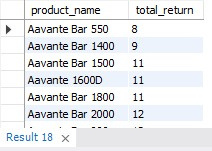 product_name total_return
Aavante Bar 550 8
Aavante Bar 1400 9
Aavante Bar 1500 11
Aavante 1600D 11
Aavante Bar 1800 11
Aavante Bar 2000 12
Result 18 ×